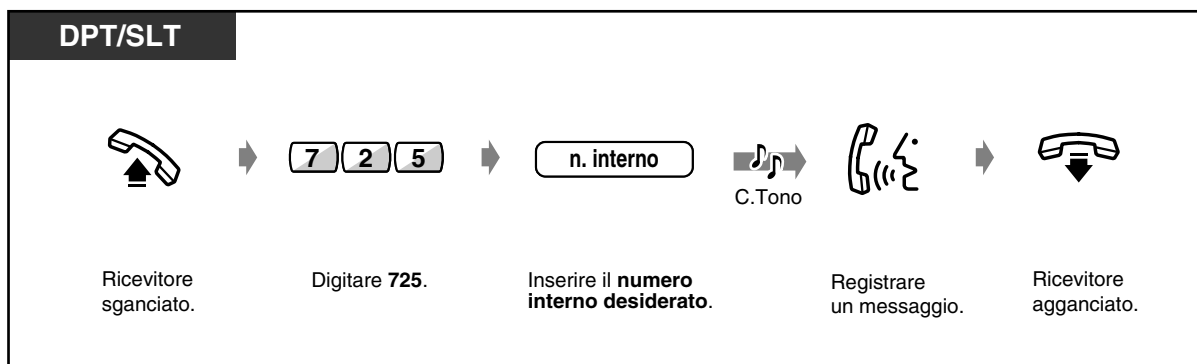 DPT/SLT
7 2 5
n. interno
C.Tono
Ricevitore
sganciato.
Digitare 725.
Inserire il numero
interno desiderato.
Registrare
un messaggio.
Ricevitore
agganciato.